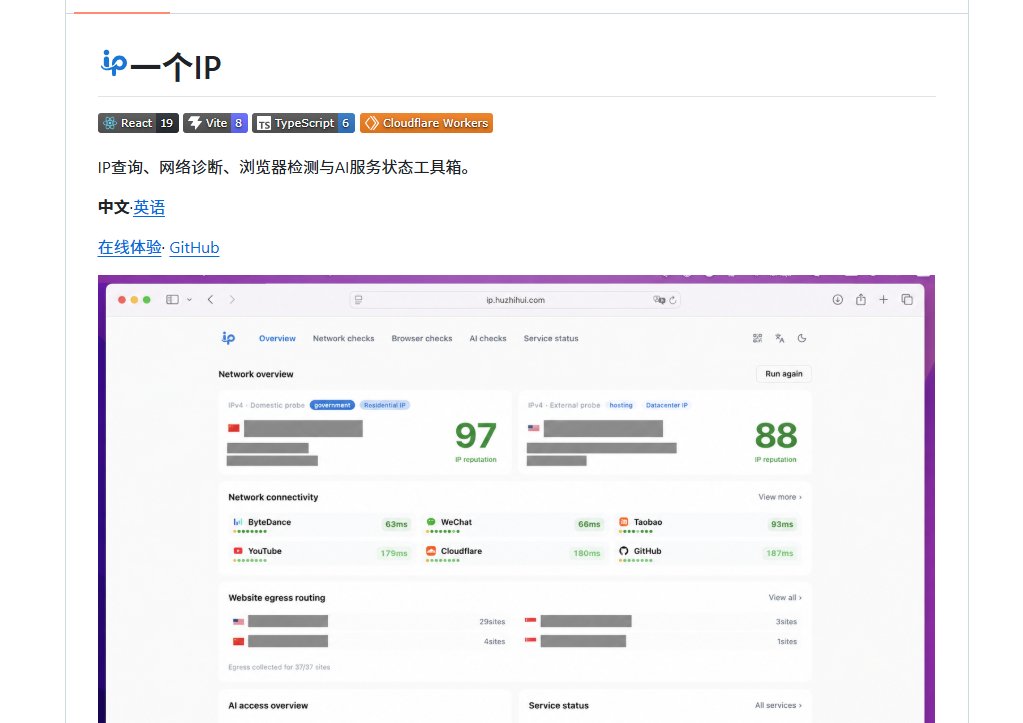 ip一个IP
React 19 Vite 8 TS TypeScript 6 Cloudflare Workers
IP查询、网络诊断、浏览器检测与AI服务状态工具箱。
中文·英语
在线体验· GitHub
ip.huzhihui.com
ip Overview Network checks Browser checks AI checks Service status
Network overview
Run again
IPv4 · Domestic probe government Residential IP
97
IP reputation
IPv4 · External probe hosting Datacenter IP
88
IP reputation
Network connectivity
View more ›
ByteDance 63ms WeChat 66ms Taobao 93ms
YouTube 179ms Cloudflare 180ms GitHub 187ms
Website egress routing
View all ›
29sites 3sites
4sites 1sites
Egress collected for 37/37 sites
AI access overview
Service status
All services ›